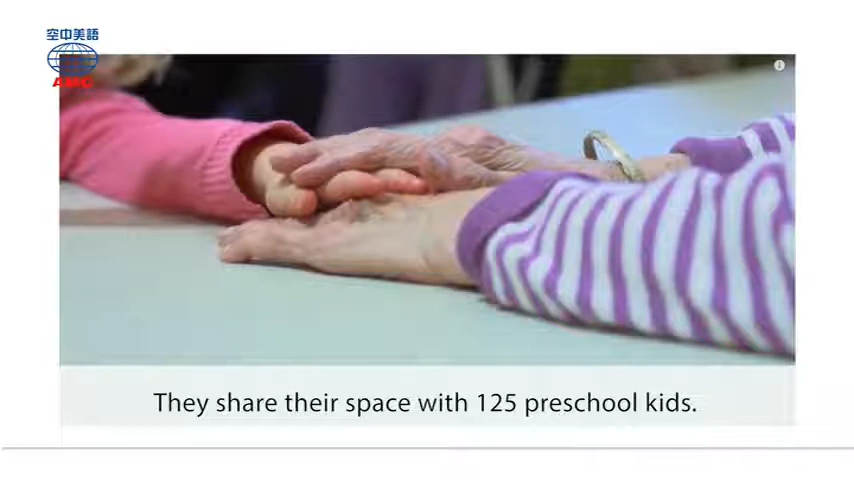 空中美語
AMC
They share their space with 125 preschool kids.